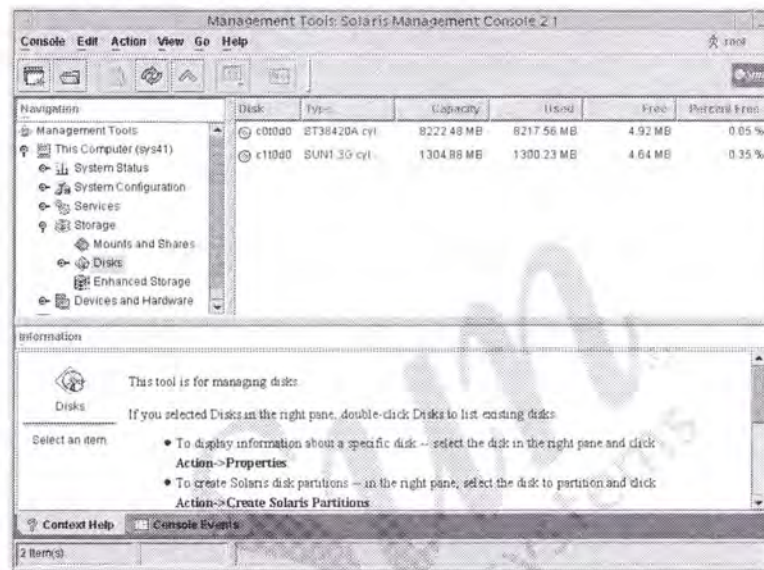 Management Tools: Solaris Management Console 2.1
Console Edit Action View Go Help
root
Navigation
Management Tools
This Computer (sys41)
System Status
System Configuration
Services
Storage
Mounts and Shares
Disks
Enhanced Storage
Devices and Hardware
Disk Type Capacity Used Free Percent Free
c0t0d0 ST38420A cyl 8222.48 MB 8217.56 MB 4.92 MB 0.05 %
c1t0d0 SUN1.3G cyl 1304.88 MB 1300.23 MB 4.64 MB 0.35 %
Information
Disks
Select an item
This tool is for managing disks
If you selected Disks in the right pane, double-click Disks to list existing disks
• To display information about a specific disk -- select the disk in the right pane and click
Action->Properties
• To create Solaris disk partitions -- in the right pane, select the disk to partition and click
Action->Create Solaris Partitions
Context Help Console Events
2 Item(s)
Sun